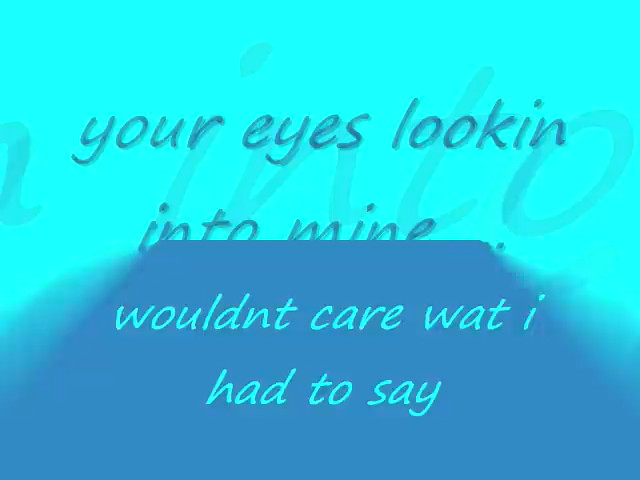 your eyes lookin
into mine.....
wouldnt care wat i
had to say